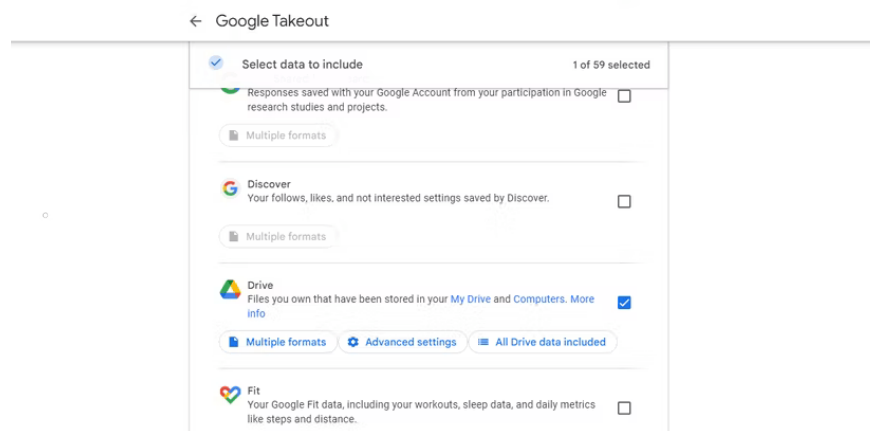 Google Takeout
Select data to include 1 of 59 selected
Responses saved with your Google Account from your participation in Google
research studies and projects.
Multiple formats
Discover
Your follows, likes, and not interested settings saved by Discover.
Multiple formats
Drive
Files you own that have been stored in your My Drive and Computers. More
info
Multiple formats Advanced settings All Drive data included
Fit
Your Google Fit data, including your workouts, sleep data, and daily metrics
like steps and distance.